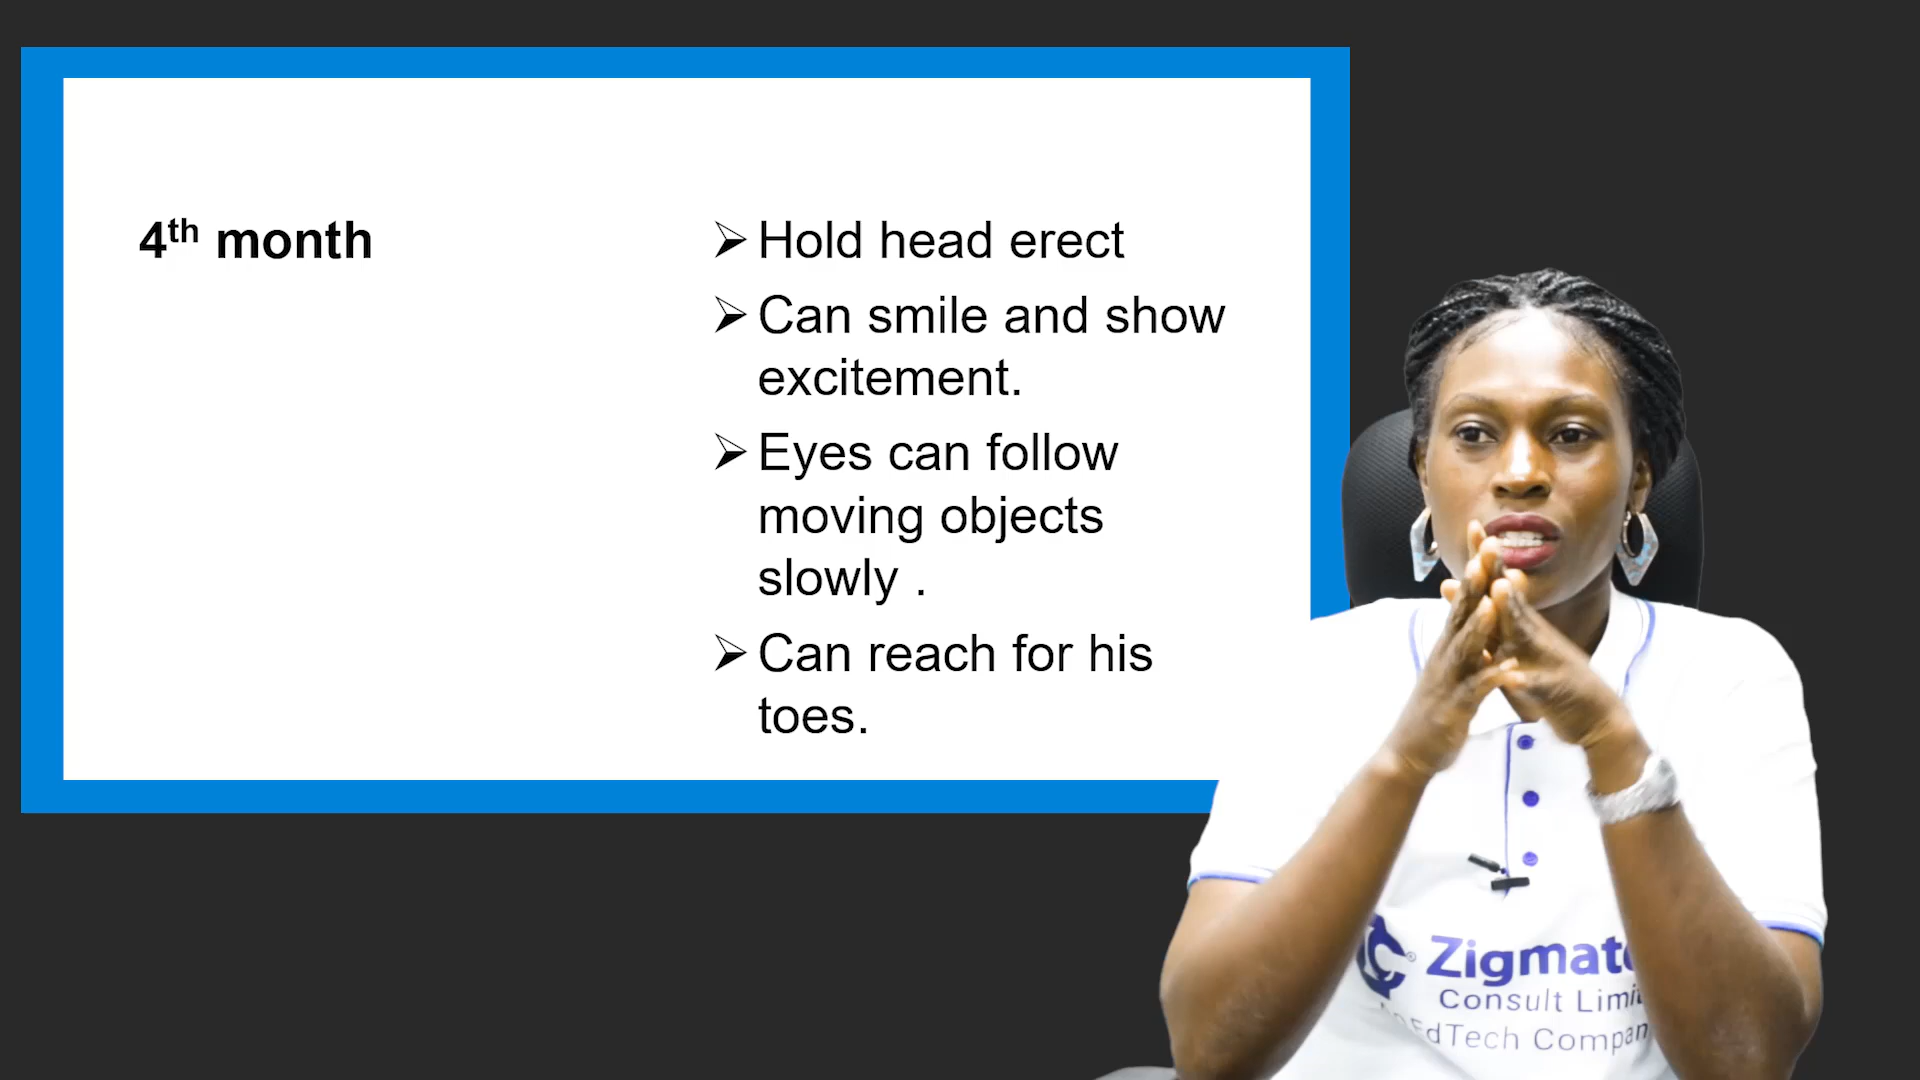 4th month
➢ Hold head erect
➢ Can smile and show
excitement.
➢ Eyes can follow
moving objects
slowly .
➢ Can reach for his
toes.
Zigmat
Consult Limi
EdTech Compan